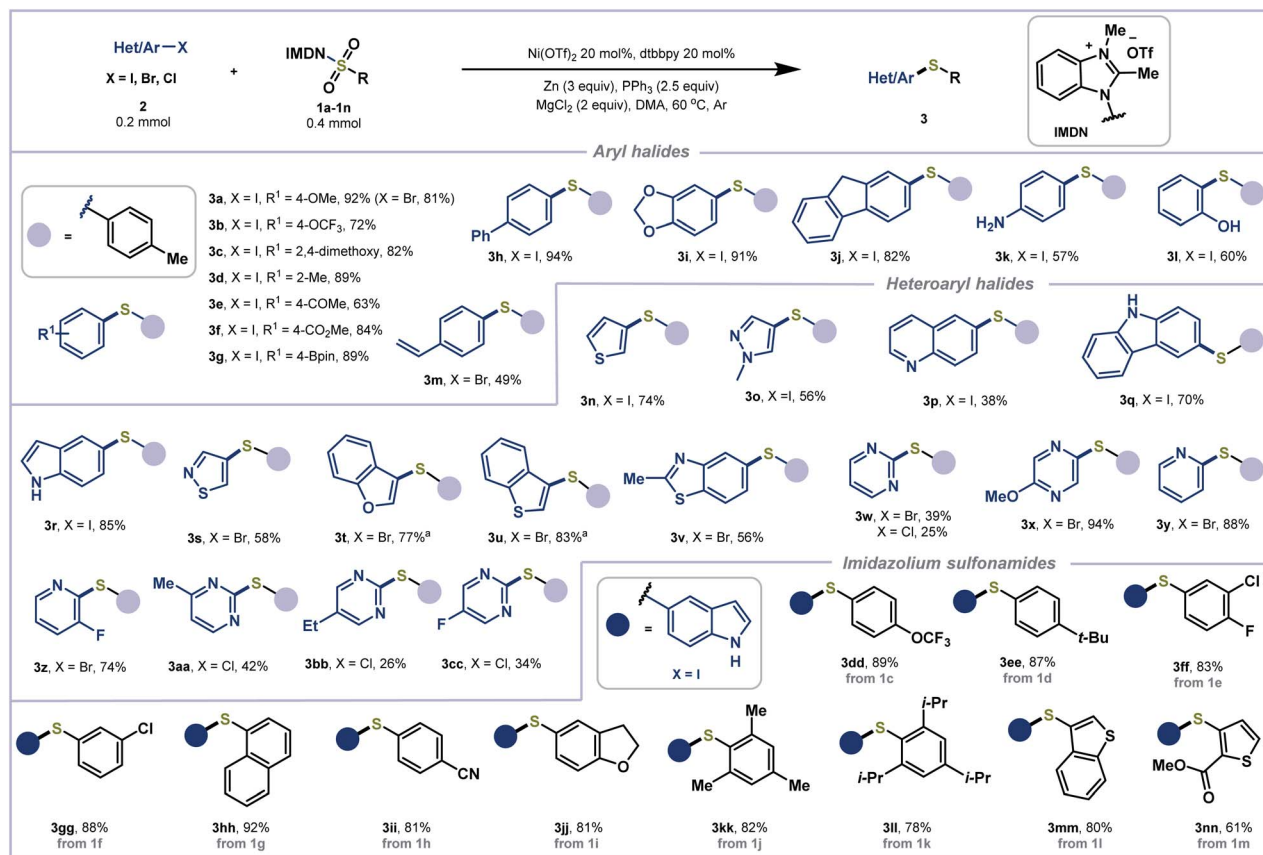 Het/Ar—X
X = I, Br, Cl
2
0.2 mmol
+
IMDN
O
S
R
O
1a-1n
0.4 mmol
Ni(OTf)2 20 mol%, dtbbpy 20 mol%
Zn (3 equiv), PPh3 (2.5 equiv)
MgCl2 (2 equiv), DMA, 60 °C, Ar
Het/Ar S R
3
Me
N + − OTf
Me
N
IMDN
Aryl halides
=
Me
R1
S
3a, X = I, R1 = 4-OMe, 92% (X = Br, 81%)
3b, X = I, R1 = 4-OCF3, 72%
3c, X = I, R1 = 2,4-dimethoxy, 82%
3d, X = I, R1 = 2-Me, 89%
3e, X = I, R1 = 4-COMe, 63%
3f, X = I, R1 = 4-CO2Me, 84%
3g, X = I, R1 = 4-Bpin, 89%
Ph S
3h, X = I, 94%
O O S
3i, X = I, 91%
S
3j, X = I, 82%
H2N S
3k, X = I, 57%
S OH
3l, X = I, 60%
S
3m, X = Br, 49%
Heteroaryl halides
S S
3n, X = I, 74%
N N S
3o, X =I, 56%
N S
3p, X = I, 38%
H N S
3q, X = I, 70%
N H S
3r, X = I, 85%
N S S
3s, X = Br, 58%
S O
3t, X = Br, 77%a
S S
3u, X = Br, 83%a
Me N S S
3v, X = Br, 56%
N N S
3w, X = Br, 39%
X = Cl, 25%
MeO N N S
3x, X = Br, 94%
N S
3y, X = Br, 88%
N S F
3z, X = Br, 74%
Me N N S
3aa, X = Cl, 42%
Et N N S
3bb, X = Cl, 26%
F N N S
3cc, X = Cl, 34%
Imidazolium sulfonamides
=
N
H
X = I
S OCF3
3dd, 89%
from 1c
S t-Bu
3ee, 87%
from 1d
S Cl F
3ff, 83%
from 1e
S Cl
3gg, 88%
from 1f
S
3hh, 92%
from 1g
S CN
3ii, 81%
from 1h
S O
3jj, 81%
from 1i
S Me Me Me
3kk, 82%
from 1j
S i-Pr i-Pr i-Pr
3ll, 78%
from 1k
S S
3mm, 80%
from 1l
S S MeO O
3nn, 61%
from 1m